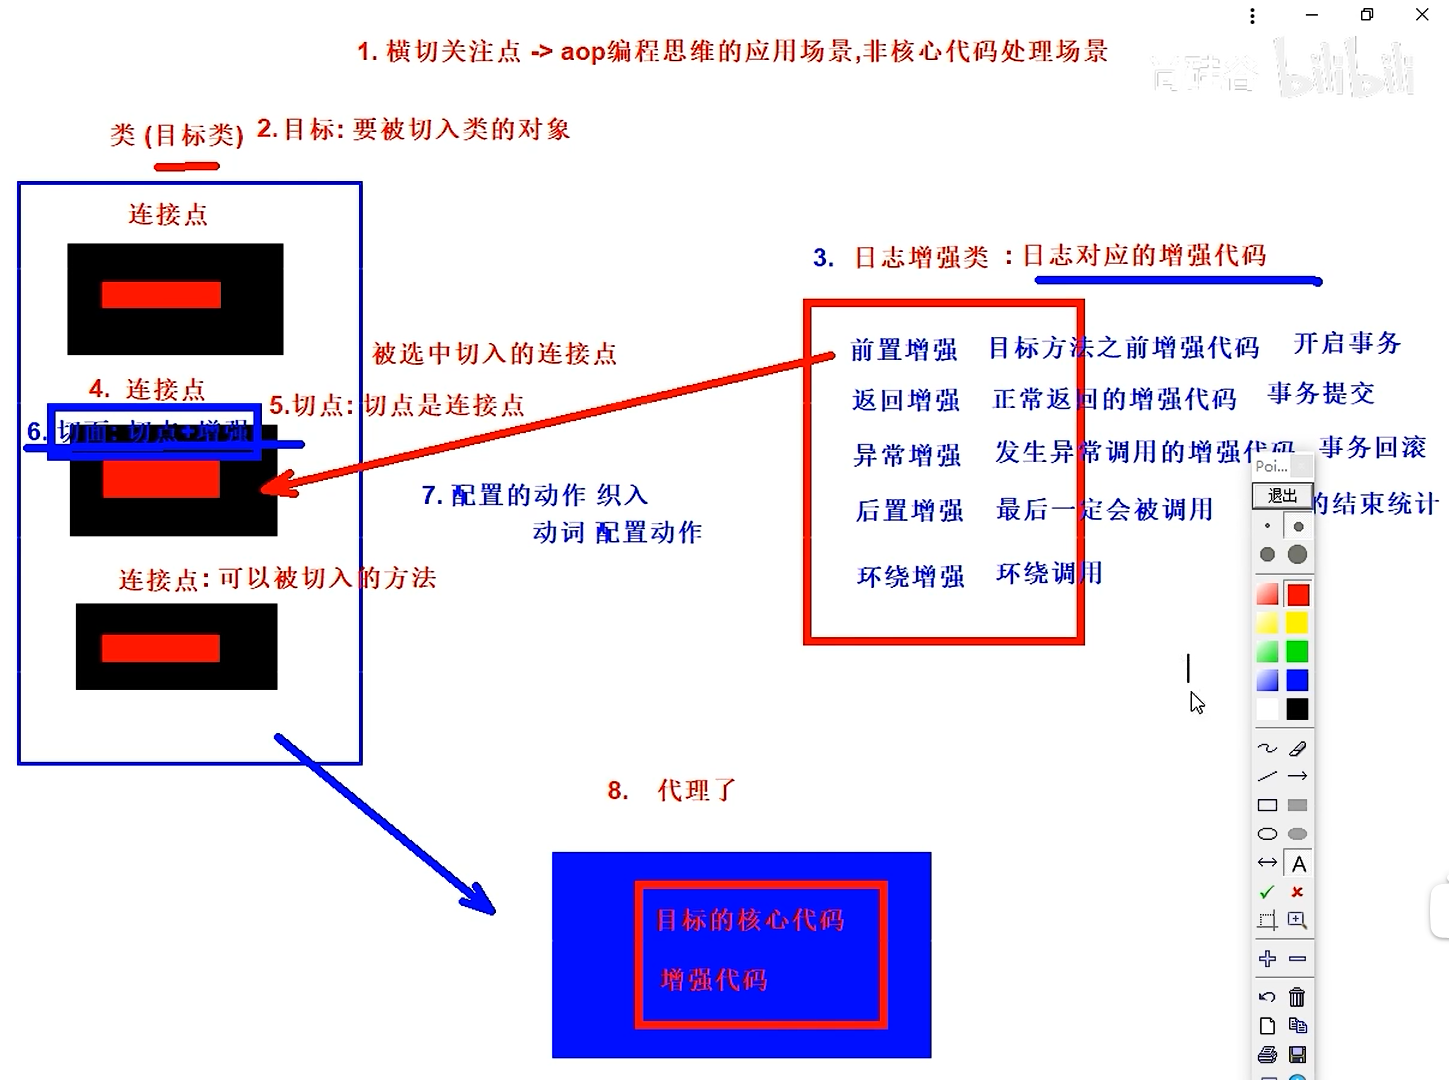 1. 横切关注点 -> aop编程思维的应用场景,非核心代码处理场景
尚硅谷 bilibili
类 (目标类) 2.目标: 要被切入类的对象
连接点
3. 日志增强类 : 日志对应的增强代码
前置增强 目标方法之前增强代码 开启事务
被选中切入的连接点
4. 连接点
返回增强 正常返回的增强代码 事务提交
5.切点: 切点是连接点
6. 切面: 切点+增强
异常增强 发生异常调用的增强代码 事务回滚
Poi...
退出
7. 配置的动作 织入
后置增强 最后一定会被调用 的结束统计
动词 配置动作
连接点: 可以被切入的方法
环绕增强 环绕调用
8. 代理了
A
目标的核心代码
增强代码